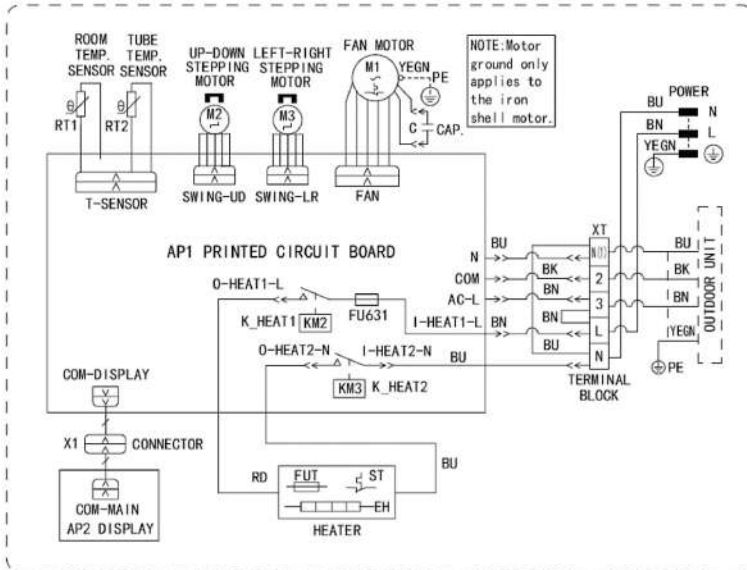 ROOM TEMP. SENSOR
TUBE TEMP. SENSOR
UP-DOWN STEPPING MOTOR
LEFT-RIGHT STEPPING MOTOR
FAN MOTOR
NOTE:Motor
ground only
applies to
the iron
shell motor.
θ
RT1
θ
RT2
M2
M3
M1
YEGN
PE
C
CAP.
POWER
BU
N
BN
L
YEGN
T-SENSOR
SWING-UD
SWING-LR
FAN
AP1 PRINTED CIRCUIT BOARD
XT
N
BU
N(1)
BU
COM
BK
2
BK
AC-L
BN
3
BN
O-HEAT1-L
FU631
K_HEAT1
KM2
I-HEAT1-L
BN
BN
L
YEGN
OUTDOOR UNIT
O-HEAT2-N
I-HEAT2-N
BU
BU
N
PE
KM3
K_HEAT2
TERMINAL
BLOCK
COM-DISPLAY
X1
CONNECTOR
COM-MAIN
AP2 DISPLAY
RD
FUT
ST
EH
BU
HEATER